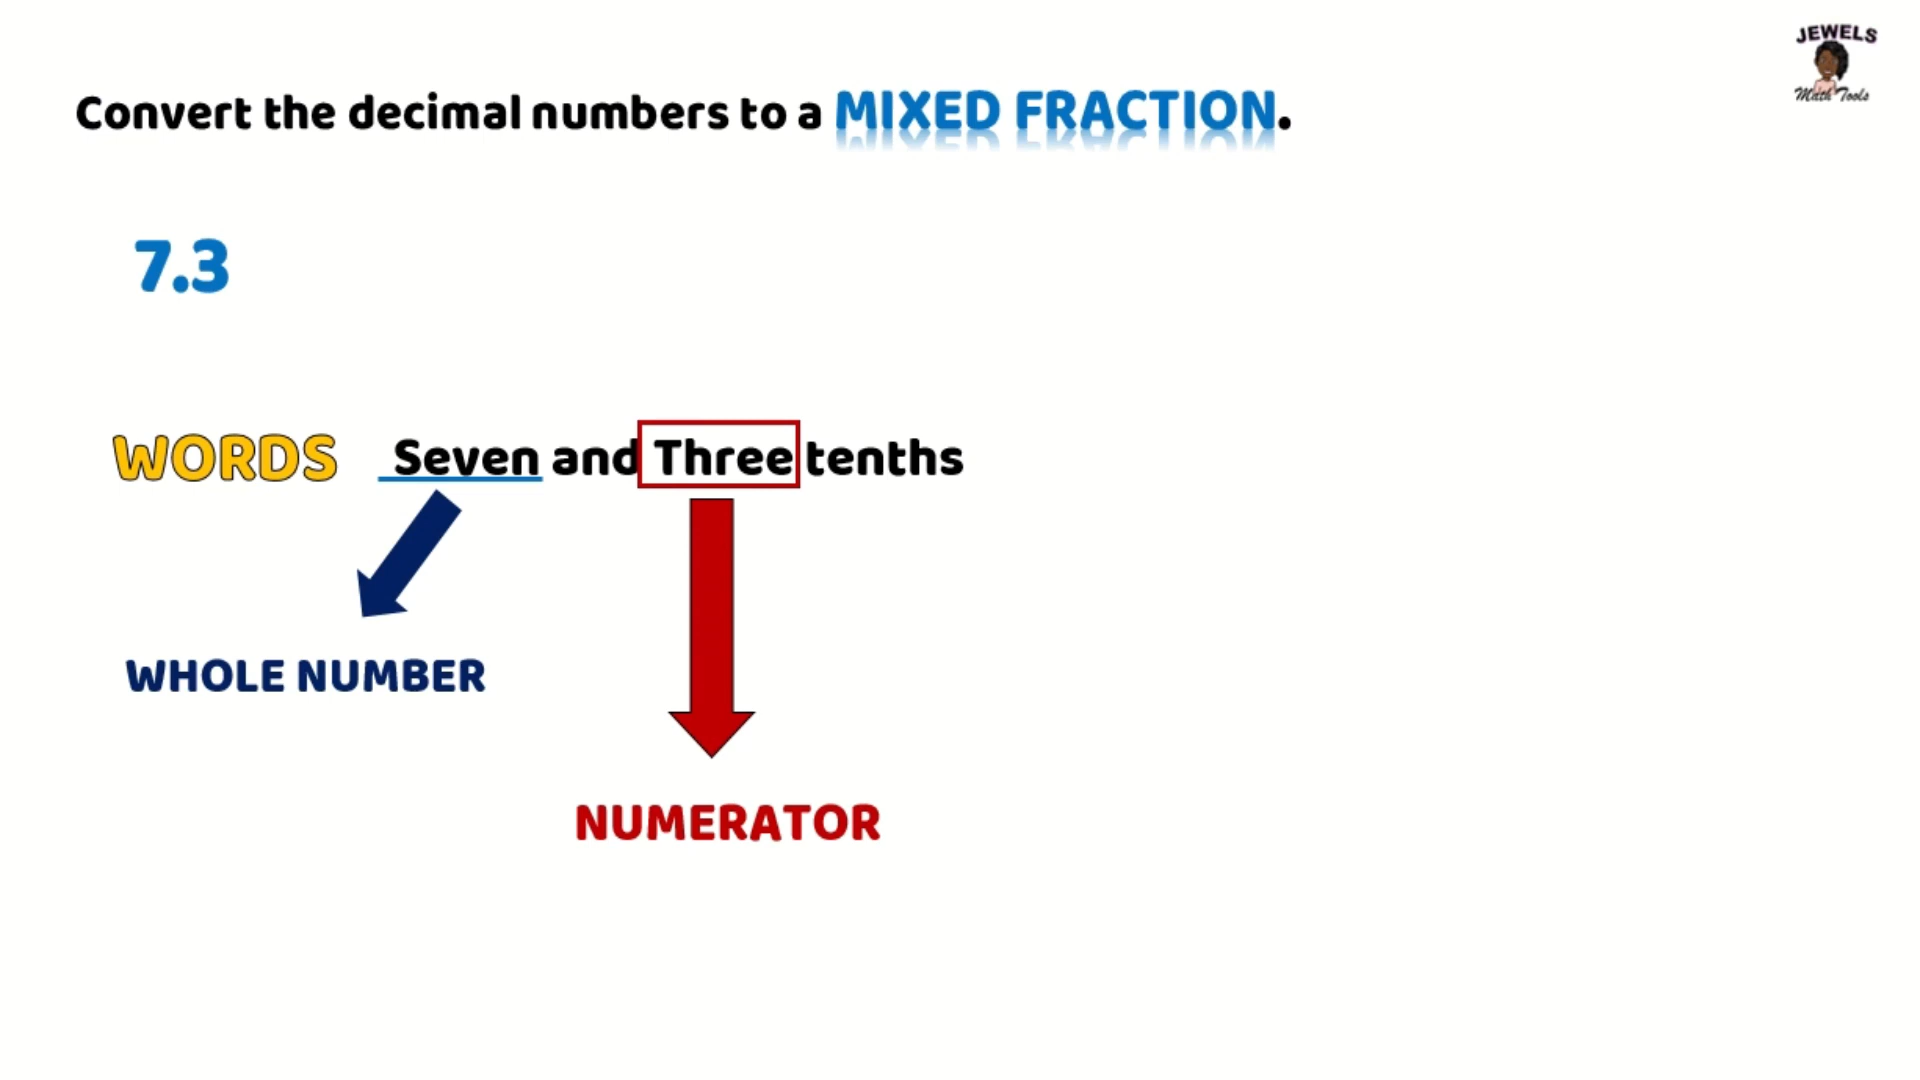 JEWELS
Math Tools
Convert the decimal numbers to a MIXED FRACTION.
7.3
WORDS Seven and Three tenths
WHOLE NUMBER
NUMERATOR